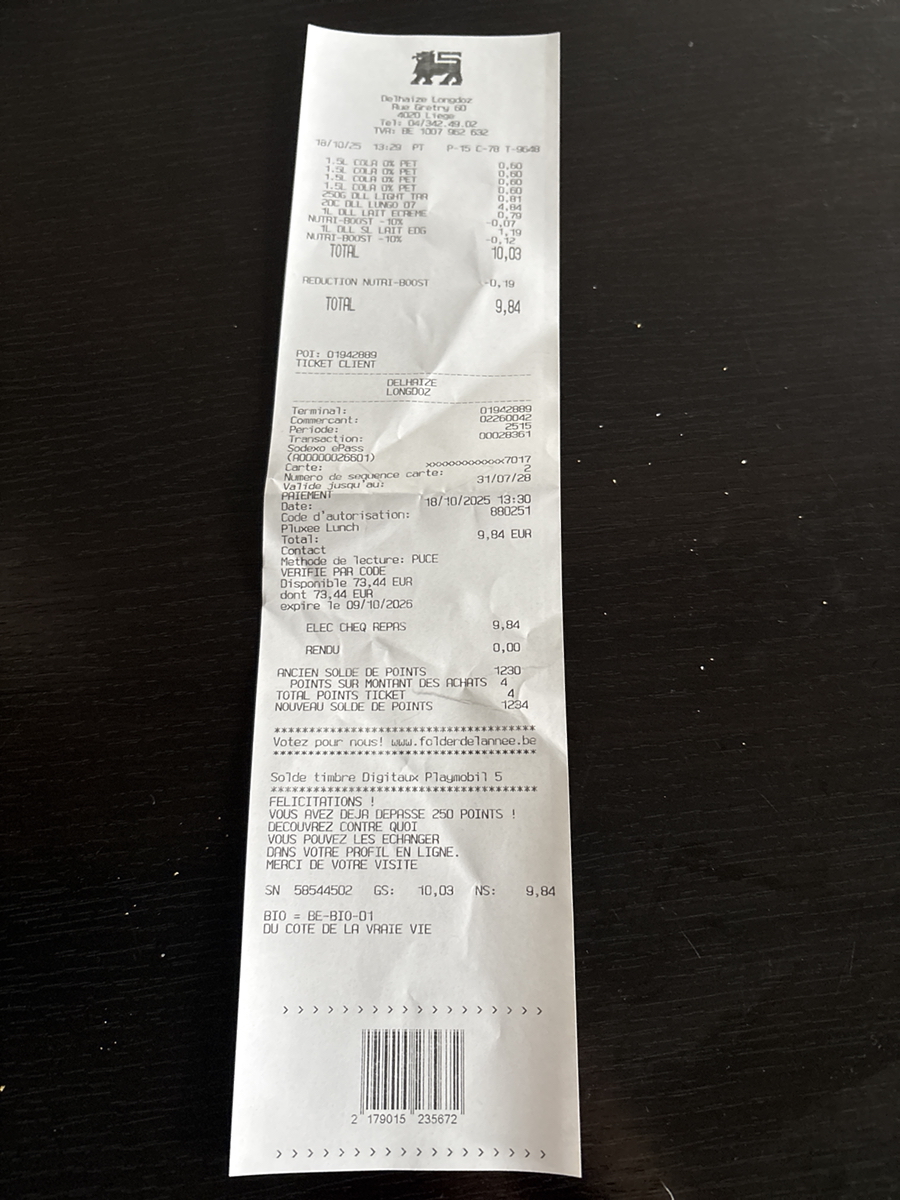 Delhaize Longdoz
Rue Gretry 60
4020 Liege
Tel: 04/342.49.02
TVA: BE 1007 962 632
18/10/25 13:29 PT P-15 C-78 T-9648
1.5L COLA 0% PET 0,60
1.5L COLA 0% PET 0,60
1.5L COLA 0% PET 0,60
1.5L COLA 0% PET 0,60
250G DLL LIGHT TAR 0,81
20C DLL LUNGO 07 4,84
1L DLL LAIT ECREME 0,79
NUTRI-BOOST -10% -0,07
1L DLL SL LAIT EDG 1,19
NUTRI-BOOST -10% -0,12
TOTAL 10,03
REDUCTION NUTRI-BOOST -0,19
TOTAL 9,84
POI: 01942889
TICKET CLIENT
DELHAIZE
LONGDOZ
Terminal: 01942889
Commercant: 02260042
Periode: 2515
Transaction: 00028361
Sodexo ePass
(A00000026601)
Carte: xxxxxxxxxxxx7017
Numero de sequence carte: 2
Valide jusqu'au: 31/07/28
PAIEMENT
Date: 18/10/2025 13:30
Code d'autorisation: 880251
Pluxee Lunch
Total: 9,84 EUR
Contact
Methode de lecture: PUCE
VERIFIE PAR CODE
Disponible 73,44 EUR
dont 73,44 EUR
expire le 09/10/2026
ELEC CHEQ REPAS 9,84
RENDU 0,00
ANCIEN SOLDE DE POINTS 1230
POINTS SUR MONTANT DES ACHATS 4
TOTAL POINTS TICKET 4
NOUVEAU SOLDE DE POINTS 1234
***********************************
Votez pour nous! www.folderdelannee.be
***********************************
Solde timbre Digitaux Playmobil 5
***********************************
FELICITATIONS !
VOUS AVEZ DEJA DEPASSE 250 POINTS !
DECOUVREZ CONTRE QUOI
VOUS POUVEZ LES ECHANGER
DANS VOTRE PROFIL EN LIGNE.
MERCI DE VOTRE VISITE
SN 58544502 GS: 10,03 NS: 9,84
BIO = BE-BIO-01
DU COTE DE LA VRAIE VIE
> > > > > > > > > > > > > > > > > >
2 179015 235672
> > > > > > > > > > > > > > > > > > >